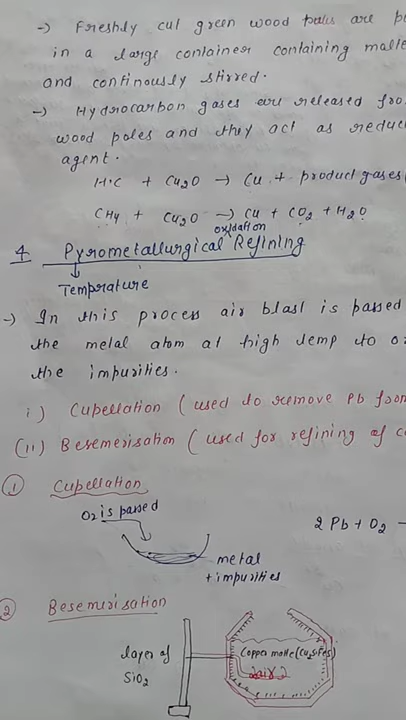 → Freshly cut green wood poles are p
in a large container containing molte
and continously stirred.
→ Hydrocarbon gases are released fro
wood poles and they act as reduc
agent.
H·C + Cu2O → Cu + product gases
CH4 + Cu2O → Cu + CO2 + H2O
oxidation
4 Pyrometallurgical Refining
Temprature
→ In this process air blast is passed
the metal atom at high temp to o
the impurities.
i) Cupellation (used to remove Pb from
(ii) Besemerisation (used for refining of c
① Cupellation
O2 is passed
2 Pb + O2 →
metal
+ impurities
② Besemerisation
layer of
SiO2
Copper matte (Cu2S+FeS)